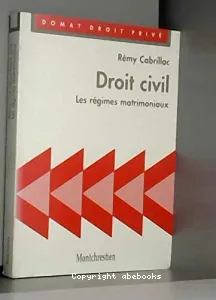 DOMAT DROIT PRIVÉ
Rémy Cabrillac
Droit civil
Les régimes matrimoniaux
Montchrestien
Copyright abebooks